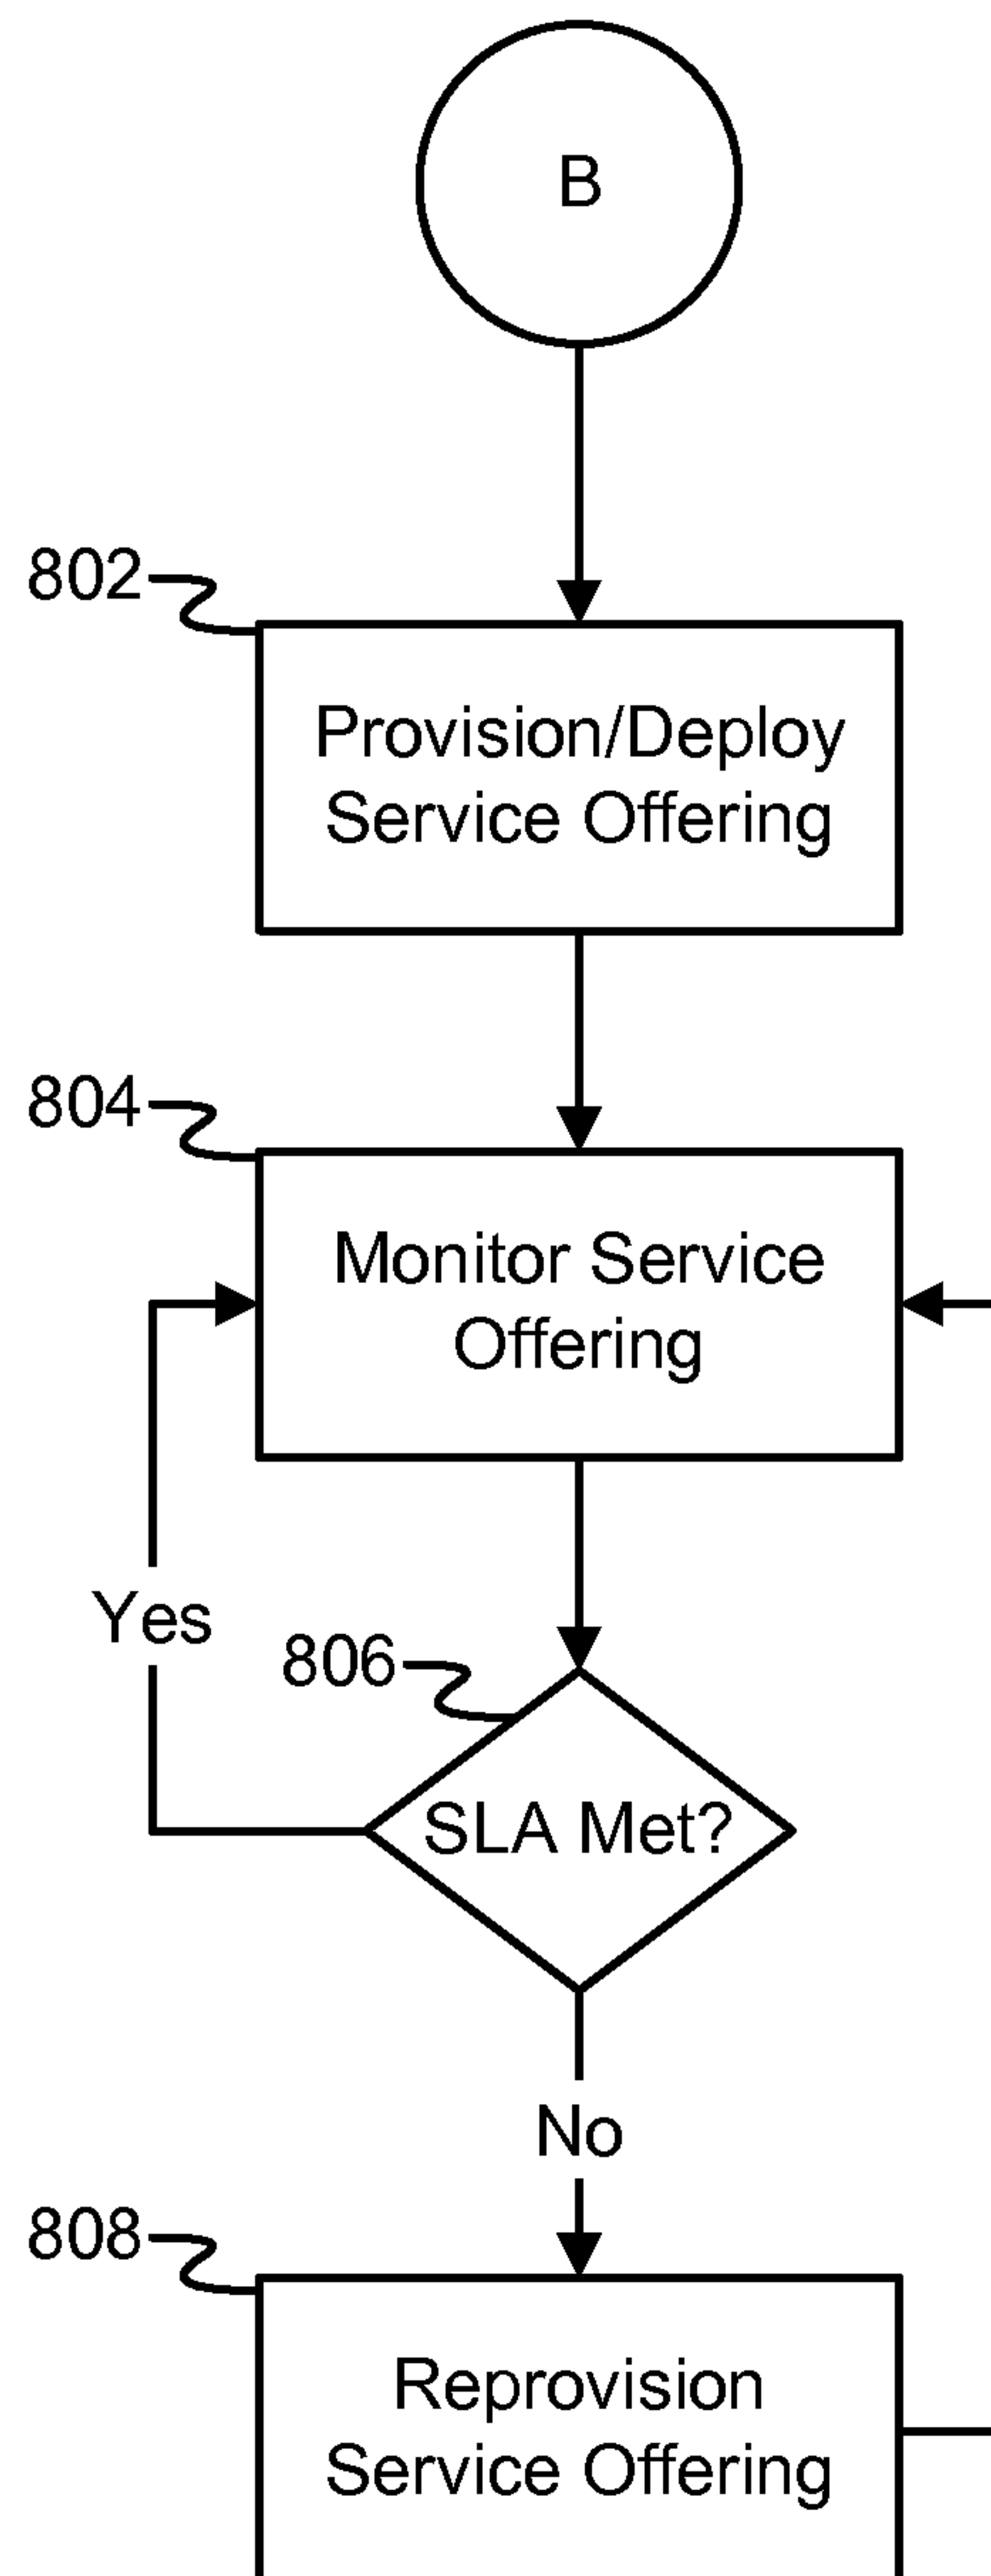 B
802
Provision/Deploy
Service Offering
804
Monitor Service
Offering
Yes
806
SLA Met?
No
808
Reprovision
Service Offering